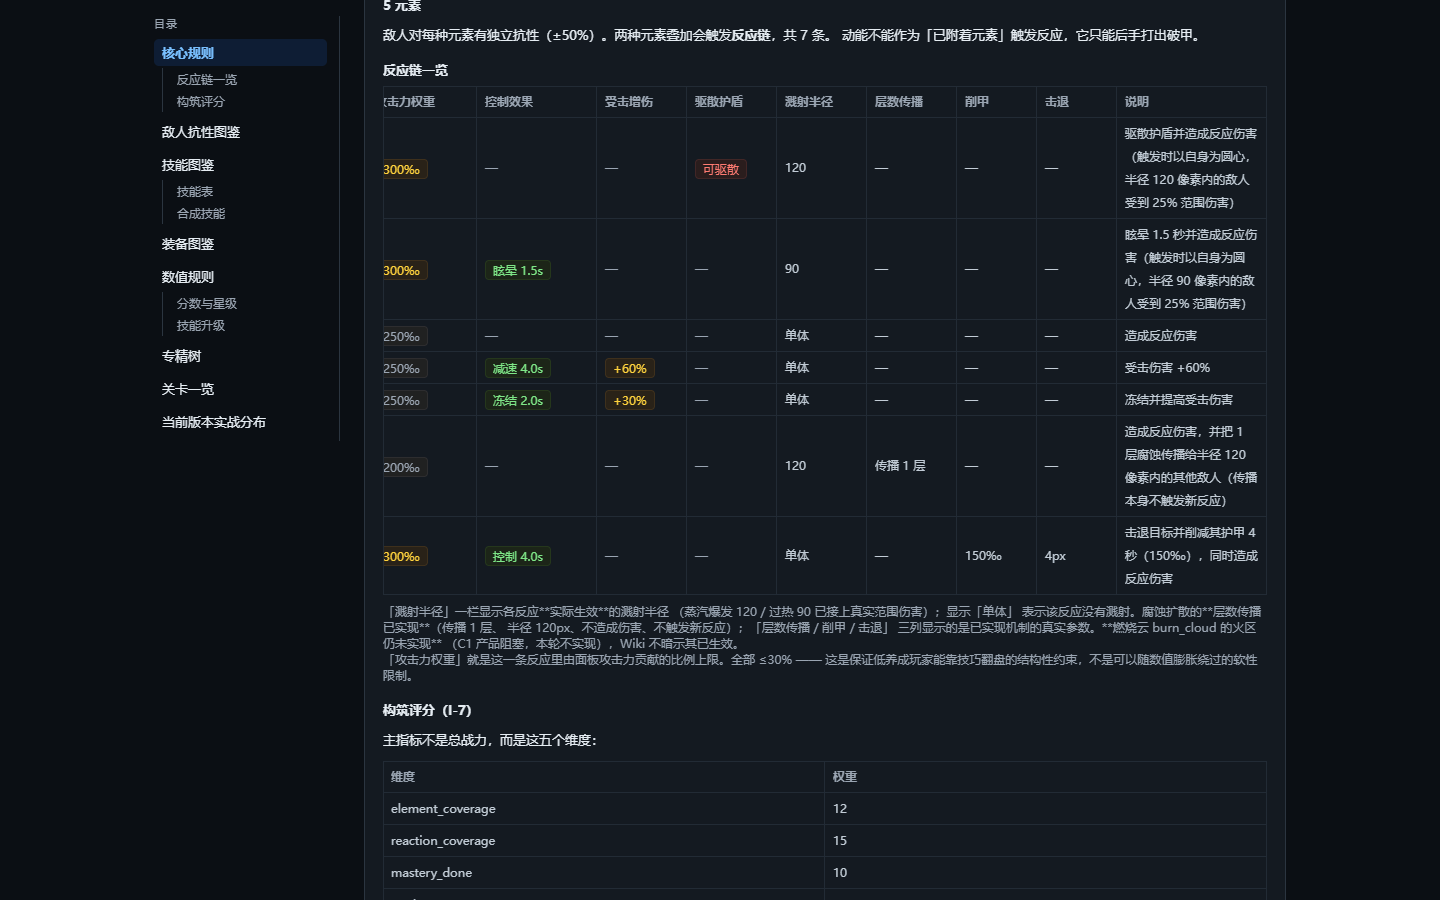 目录
核心规则
反应链一览
构筑评分
敌人抗性图鉴
技能图鉴
技能表
合成技能
装备图鉴
数值规则
分数与星级
技能升级
专精树
关卡一览
当前版本实战分布
5 元素
敌人对每种元素有独立抗性（±50%）。两种元素叠加会触发反应链，共 7 条。 动能不能作为「已附着元素」触发反应，它只能后手打出破甲。
反应链一览
攻击力权重 控制效果 受击增伤 驱散护盾 溅射半径 层数传播 削甲 击退 说明
300‰ — — 可驱散 120 — — — 驱散护盾并造成反应伤害
（触发时以自身为圆心，
半径 120 像素内的敌人
受到 25% 范围伤害）
300‰ 眩晕 1.5s — — 90 — — — 眩晕 1.5 秒并造成反应伤
害（触发时以自身为圆
心，半径 90 像素内的敌
人受到 25% 范围伤害）
250‰ — — — 单体 — — — 造成反应伤害
250‰ 减速 4.0s +60% — 单体 — — — 受击伤害 +60%
250‰ 冻结 2.0s +30% — 单体 — — — 冻结并提高受击伤害
200‰ — — — 120 传播 1 层 — — 造成反应伤害，并把 1
层腐蚀传播给半径 120
像素内的其他敌人（传播
本身不触发新反应）
300‰ 控制 4.0s — — 单体 — 150‰ 4px 击退目标并削减其护甲 4
秒（150‰），同时造成
反应伤害
「溅射半径」一栏显示各反应**实际生效**的溅射半径 （蒸汽爆发 120 / 过热 90 已接上真实范围伤害）；显示「单体」 表示该反应没有溅射。腐蚀扩散的**层数传播
已实现**（传播 1 层、 半径 120px、不造成伤害、不触发新反应）；「层数传播 / 削甲 / 击退」 三列显示的是已实现机制的真实参数。**燃烧云 burn_cloud 的火区
仍未实现** （C1 产品阻塞，本轮不实现），Wiki 不暗示其已生效。
「攻击力权重」就是这一条反应里由面板攻击力贡献的比例上限。全部 ≤30% —— 这是保证低养成玩家能靠技巧翻盘的结构性约束，不是可以随数值膨胀绕过的软性
限制。
构筑评分（I-7）
主指标不是总战力，而是这五个维度：
维度 权重
element_coverage 12
reaction_coverage 15
mastery_done 10